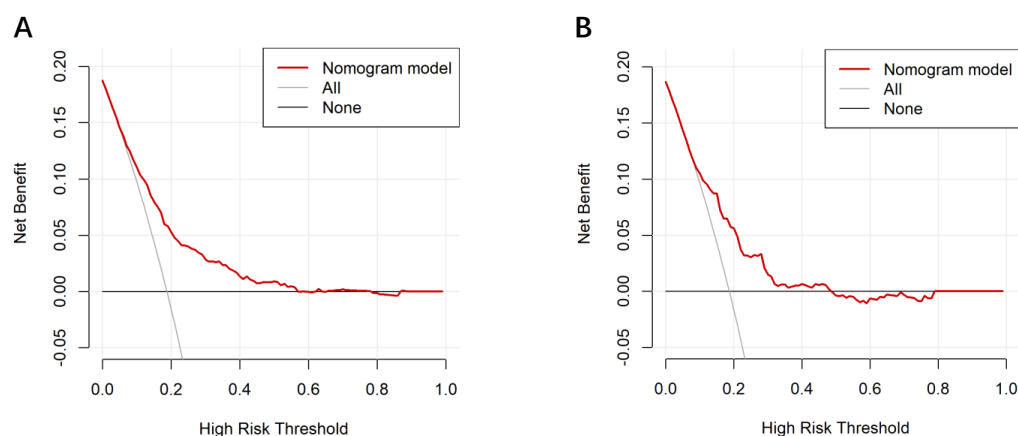 A
Nomogram model
All
None
Net Benefit
0.20
0.15
0.10
0.05
0.00
-0.05
0.0 0.2 0.4 0.6 0.8 1.0
High Risk Threshold
B
Nomogram model
All
None
Net Benefit
0.20
0.15
0.10
0.05
0.00
-0.05
0.0 0.2 0.4 0.6 0.8 1.0
High Risk Threshold